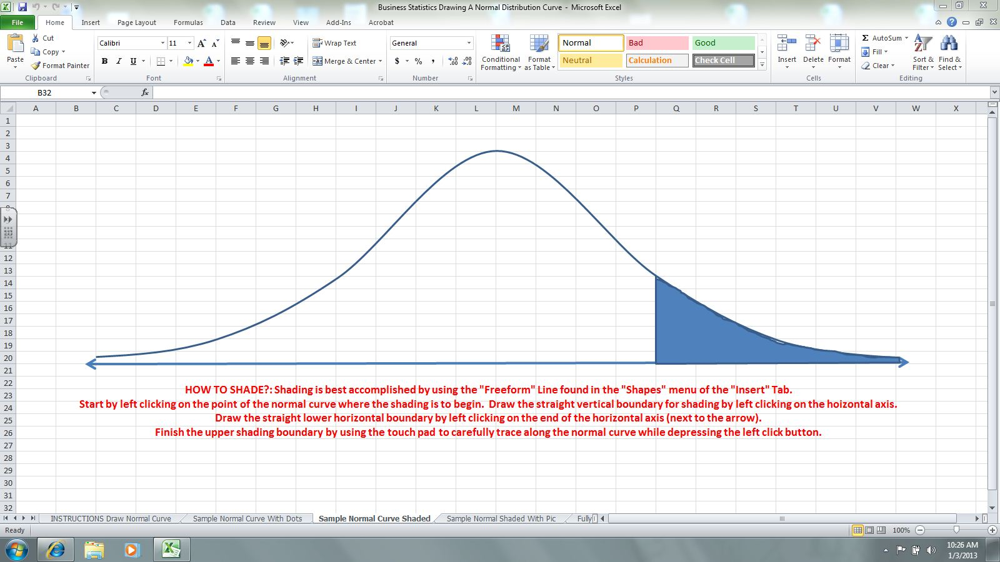 Business Statistics Drawing A Normal Distribution Curve - Microsoft Excel
File Home Insert Page Layout Formulas Data Review View Add-Ins Acrobat
Paste
Cut
Copy
Format Painter
Clipboard
Calibri 11
B I U
Font
Wrap Text
Merge & Center
Alignment
General
$ % ,
Number
Conditional Formatting
Format as Table
Normal Bad Good
Neutral Calculation Check Cell
Styles
Insert Delete Format
Cells
Σ AutoSum
Fill
Clear
Sort & Filter
Find & Select
Editing
B32 fx
A B C D E F G H I J K L M N O P Q R S T U V W X
1
2
3
4
5
6
7
11
12
13
14
15
16
17
18
19
20
21
22
23
24
25
26
27
28
29
30
31
32
HOW TO SHADE?: Shading is best accomplished by using the "Freeform" Line found in the "Shapes" menu of the "Insert" Tab.
Start by left clicking on the point of the normal curve where the shading is to begin. Draw the straight vertical boundary for shading by left clicking on the hoizontal axis.
Draw the straight lower horizontal boundary by left clicking on the end of the horizontal axis (next to the arrow).
Finish the upper shading boundary by using the touch pad to carefully trace along the normal curve while depressing the left click button.
INSTRUCTIONS Draw Normal Curve Sample Normal Curve With Dots Sample Normal Curve Shaded Sample Normal Shaded With Pic Fully
Ready 100%
10:26 AM
1/3/2013